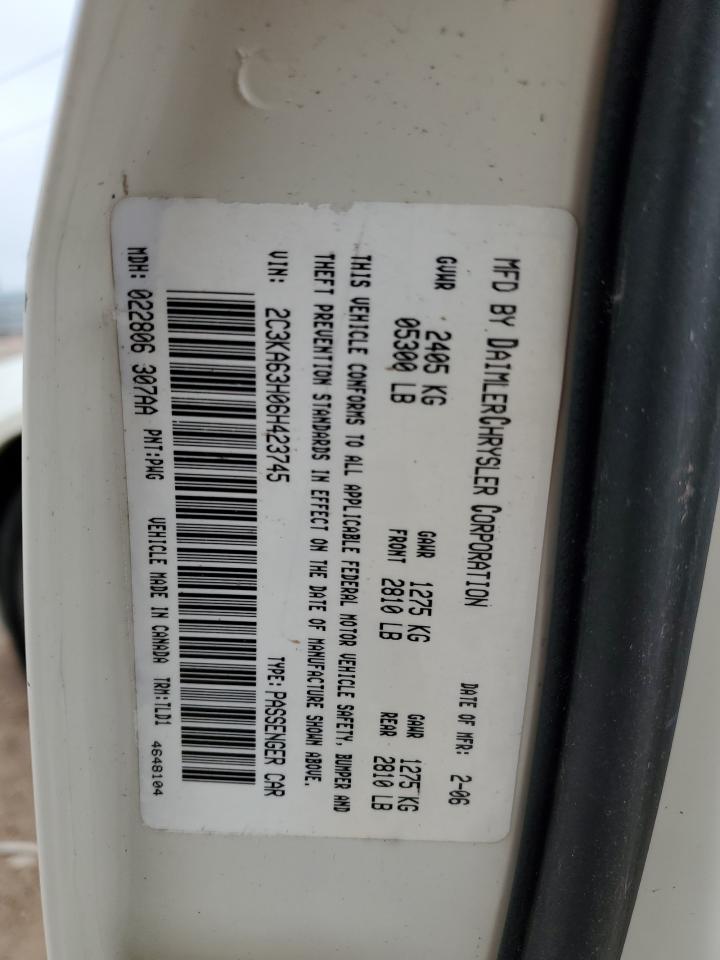 MFD BY DAIMLERCHRYSLER CORPORATION DATE OF MFR: 2-06
GVWR 2405 KG GAWR 1275 KG GAWR 1275 KG
05300 LB FRONT 2810 LB REAR 2810 LB
THIS VEHICLE CONFORMS TO ALL APPLICABLE FEDERAL MOTOR VEHICLE SAFETY, BUMPER AND
THEFT PREVENTION STANDARDS IN EFFECT ON THE DATE OF MANUFACTURE SHOWN ABOVE.
VIN: 2C3KA63H06H423745 TYPE: PASSENGER CAR
MDH: 022806 307AA PNT:PWG VEHICLE MADE IN CANADA TRM:TLD1 4648104